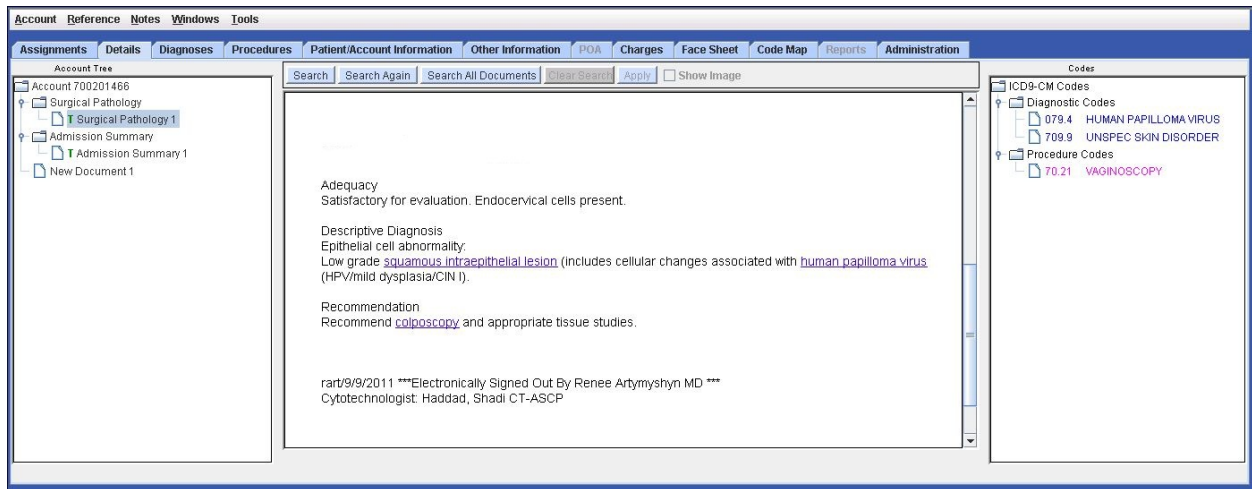 Account Reference Notes Windows Tools
Assignments Details Diagnoses Procedures Patient/Account Information Other Information POA Charges Face Sheet Code Map Reports Administration
Account Tree
Account 700201466
Surgical Pathology
T Surgical Pathology 1
Admission Summary
T Admission Summary 1
New Document 1
Search Search Again Search All Documents Clear Search Apply Show Image
Adequacy
Satisfactory for evaluation. Endocervical cells present.
Descriptive Diagnosis
Epithelial cell abnormality:
Low grade squamous intraepithelial lesion (includes cellular changes associated with human papilloma virus
(HPV/mild dysplasia/CIN I).
Recommendation
Recommend colposcopy and appropriate tissue studies.
rart/9/9/2011 ***Electronically Signed Out By Renee Artymyshyn MD ***
Cytotechnologist: Haddad, Shadi CT-ASCP
Codes
ICD9-CM Codes
Diagnostic Codes
079.4 HUMAN PAPILLOMA VIRUS
709.9 UNSPEC SKIN DISORDER
Procedure Codes
70.21 VAGINOSCOPY